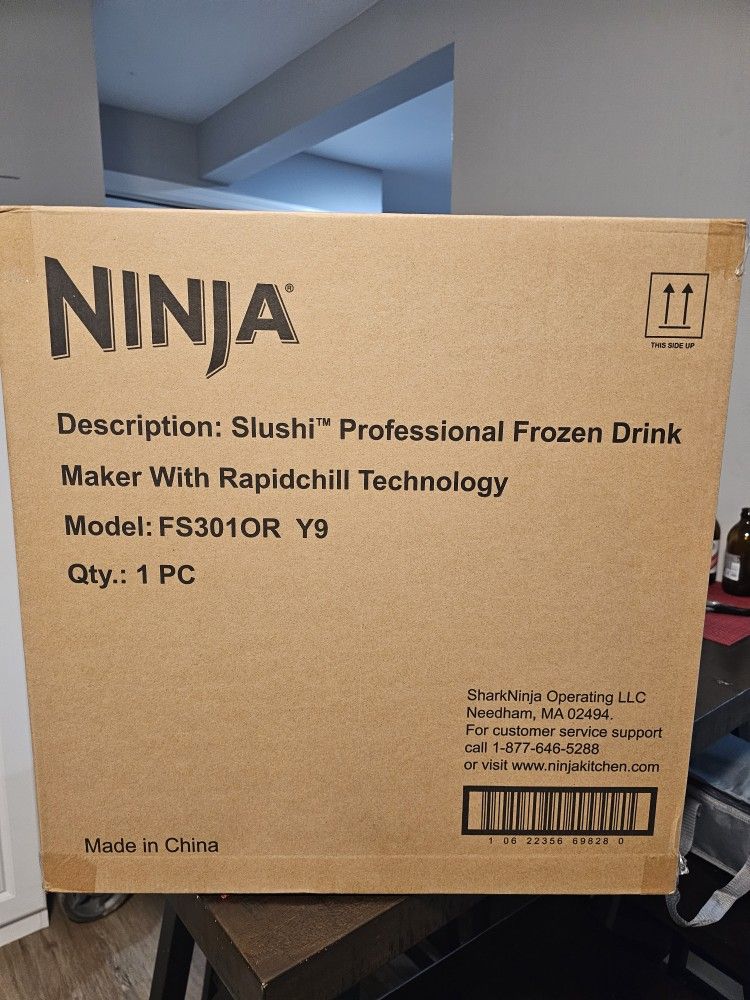 NINJA®
THIS SIDE UP
Description: Slushi™ Professional Frozen Drink
Maker With Rapidchill Technology
Model: FS301OR Y9
Qty.: 1 PC
SharkNinja Operating LLC
Needham, MA 02494.
For customer service support
call 1-877-646-5288
or visit www.ninjakitchen.com
1 06 22356 69828 0
Made in China